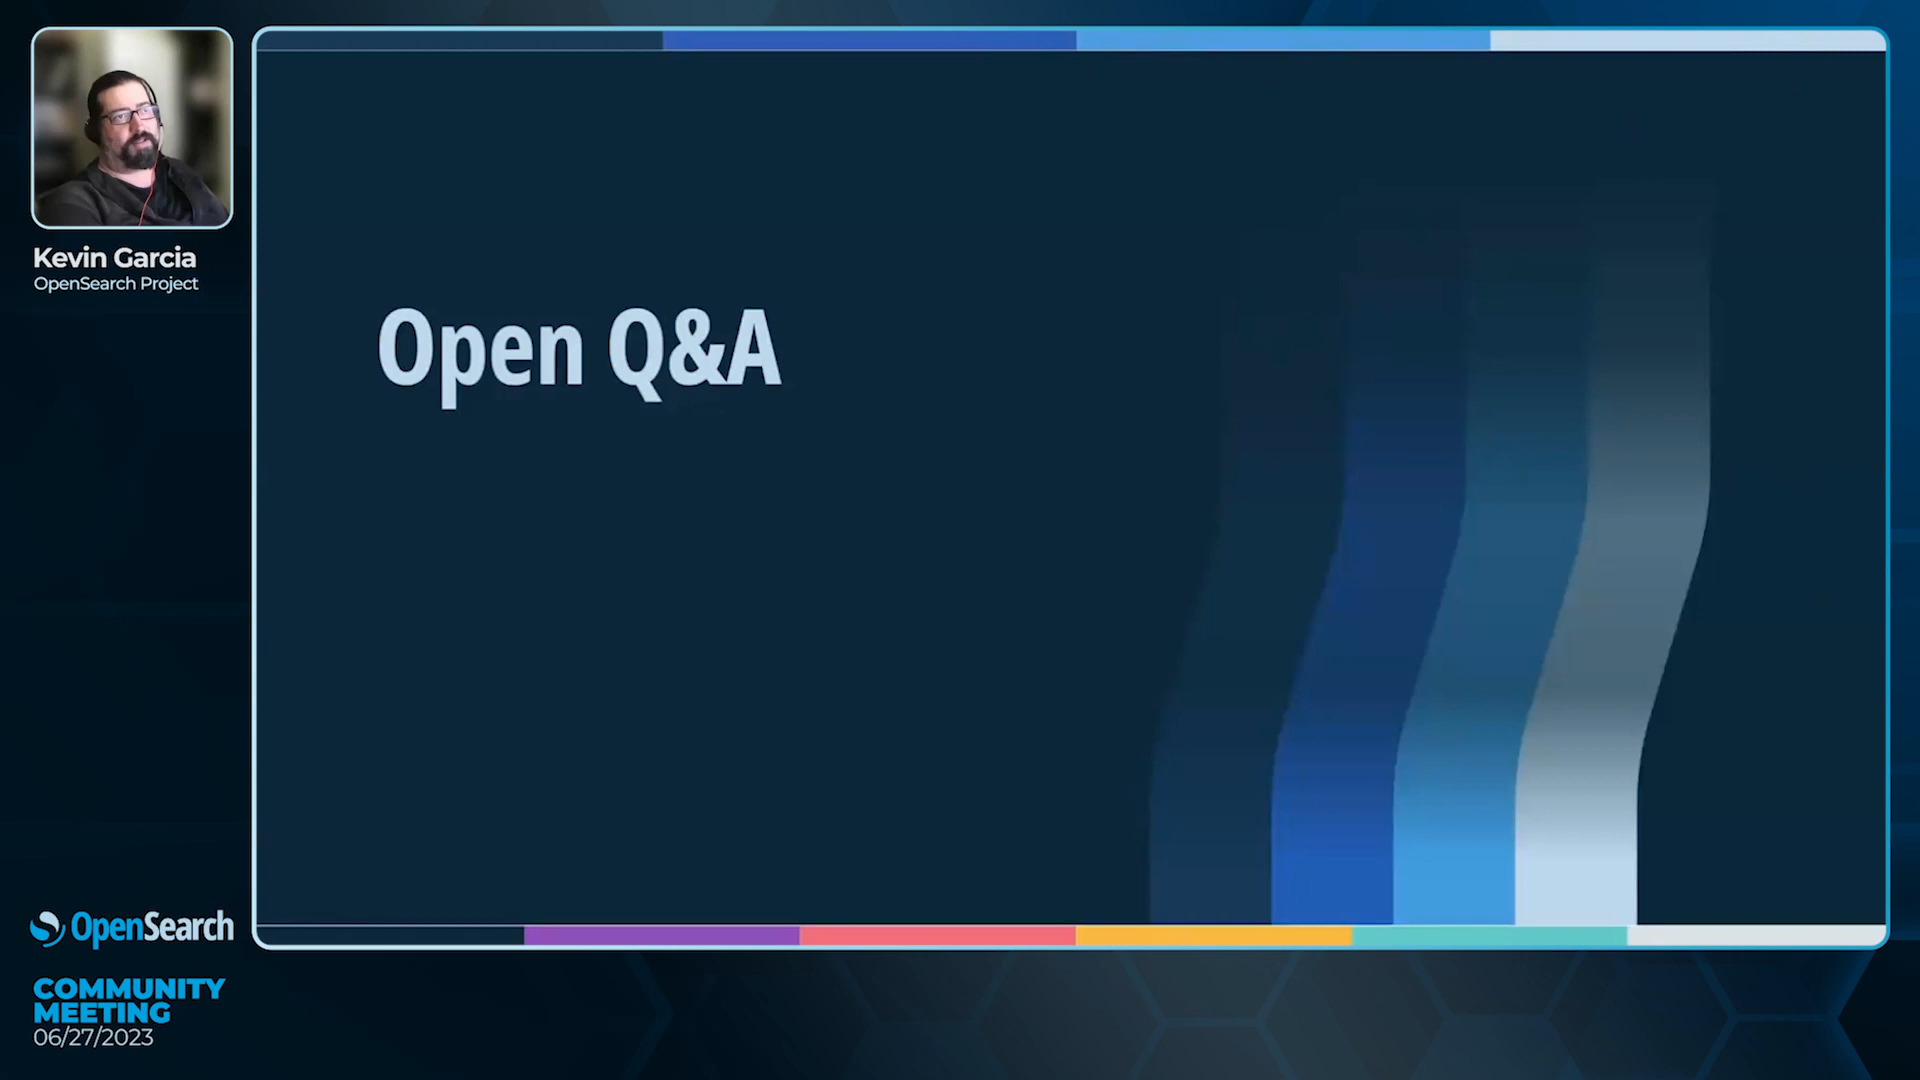 Kevin Garcia
OpenSearch Project
Open Q&A
OpenSearch
COMMUNITY
MEETING
06/27/2023